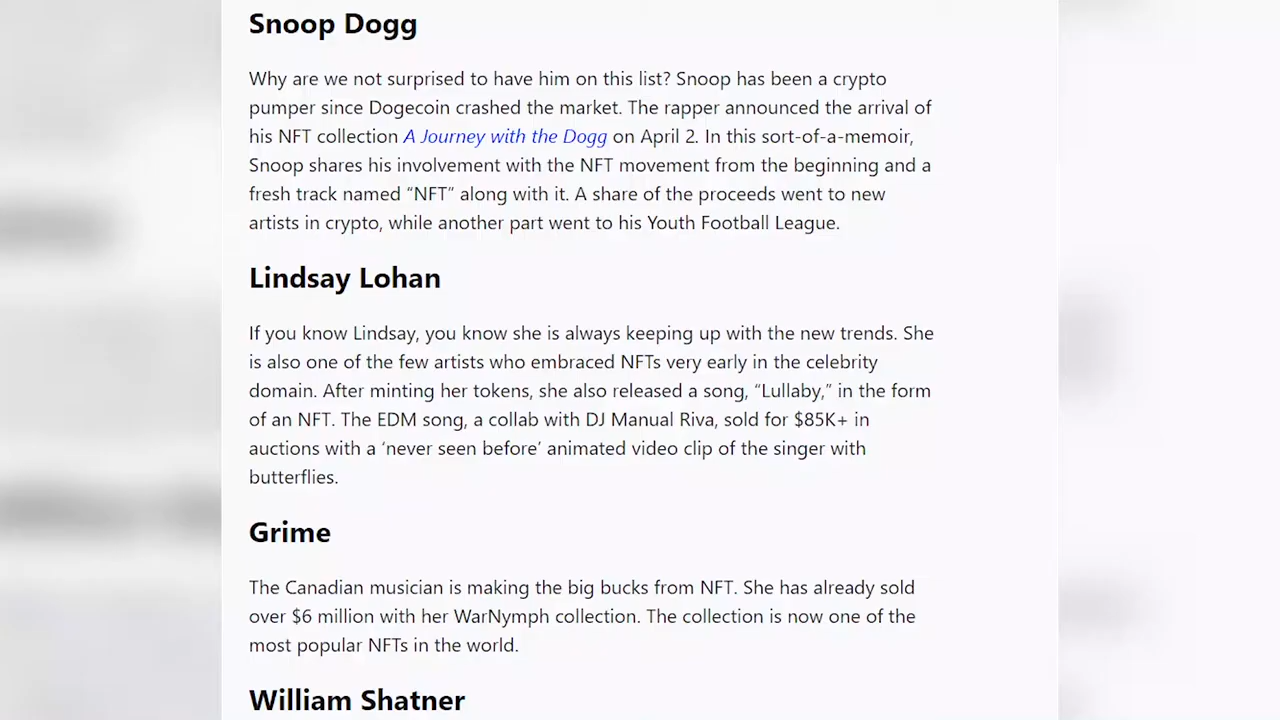 Snoop Dogg
Why are we not surprised to have him on this list? Snoop has been a crypto
pumper since Dogecoin crashed the market. The rapper announced the arrival of
his NFT collection A Journey with the Dogg on April 2. In this sort-of-a-memoir,
Snoop shares his involvement with the NFT movement from the beginning and a
fresh track named “NFT” along with it. A share of the proceeds went to new
artists in crypto, while another part went to his Youth Football League.
Lindsay Lohan
If you know Lindsay, you know she is always keeping up with the new trends. She
is also one of the few artists who embraced NFTs very early in the celebrity
domain. After minting her tokens, she also released a song, “Lullaby,” in the form
of an NFT. The EDM song, a collab with DJ Manual Riva, sold for $85K+ in
auctions with a ‘never seen before’ animated video clip of the singer with
butterflies.
Grime
The Canadian musician is making the big bucks from NFT. She has already sold
over $6 million with her WarNymph collection. The collection is now one of the
most popular NFTs in the world.
William Shatner